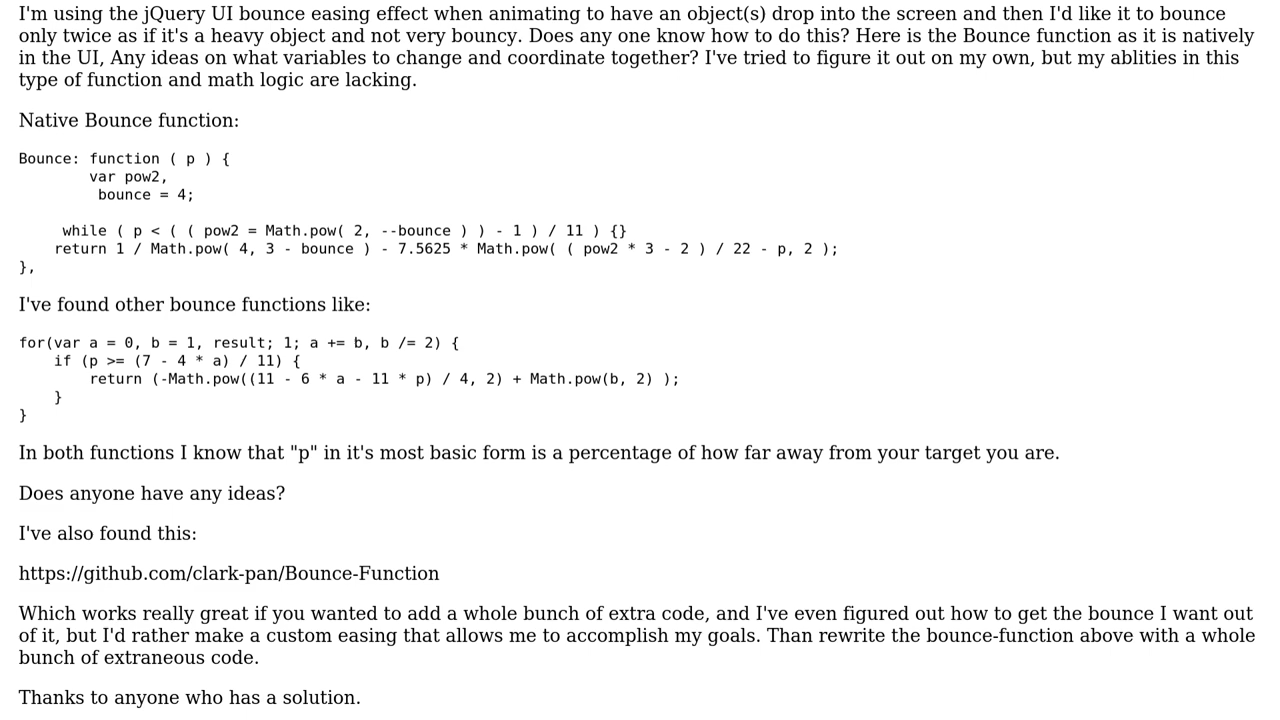 I'm using the jQuery UI bounce easing effect when animating to have an object(s) drop into the screen and then I'd like it to bounce
only twice as if it's a heavy object and not very bouncy. Does any one know how to do this? Here is the Bounce function as it is natively
in the UI, Any ideas on what variables to change and coordinate together? I've tried to figure it out on my own, but my ablities in this
type of function and math logic are lacking.
Native Bounce function:
Bounce: function ( p ) {
        var pow2,
         bounce = 4;
     while ( p < ( ( pow2 = Math.pow( 2, --bounce ) ) - 1 ) / 11 ) {}
    return 1 / Math.pow( 4, 3 - bounce ) - 7.5625 * Math.pow( ( pow2 * 3 - 2 ) / 22 - p, 2 );
},
I've found other bounce functions like:
for(var a = 0, b = 1, result; 1; a += b, b /= 2) {
    if (p >= (7 - 4 * a) / 11) {
        return (-Math.pow((11 - 6 * a - 11 * p) / 4, 2) + Math.pow(b, 2) );
    }
}
In both functions I know that "p" in it's most basic form is a percentage of how far away from your target you are.
Does anyone have any ideas?
I've also found this:
https://github.com/clark-pan/Bounce-Function
Which works really great if you wanted to add a whole bunch of extra code, and I've even figured out how to get the bounce I want out
of it, but I'd rather make a custom easing that allows me to accomplish my goals. Than rewrite the bounce-function above with a whole
bunch of extraneous code.
Thanks to anyone who has a solution.